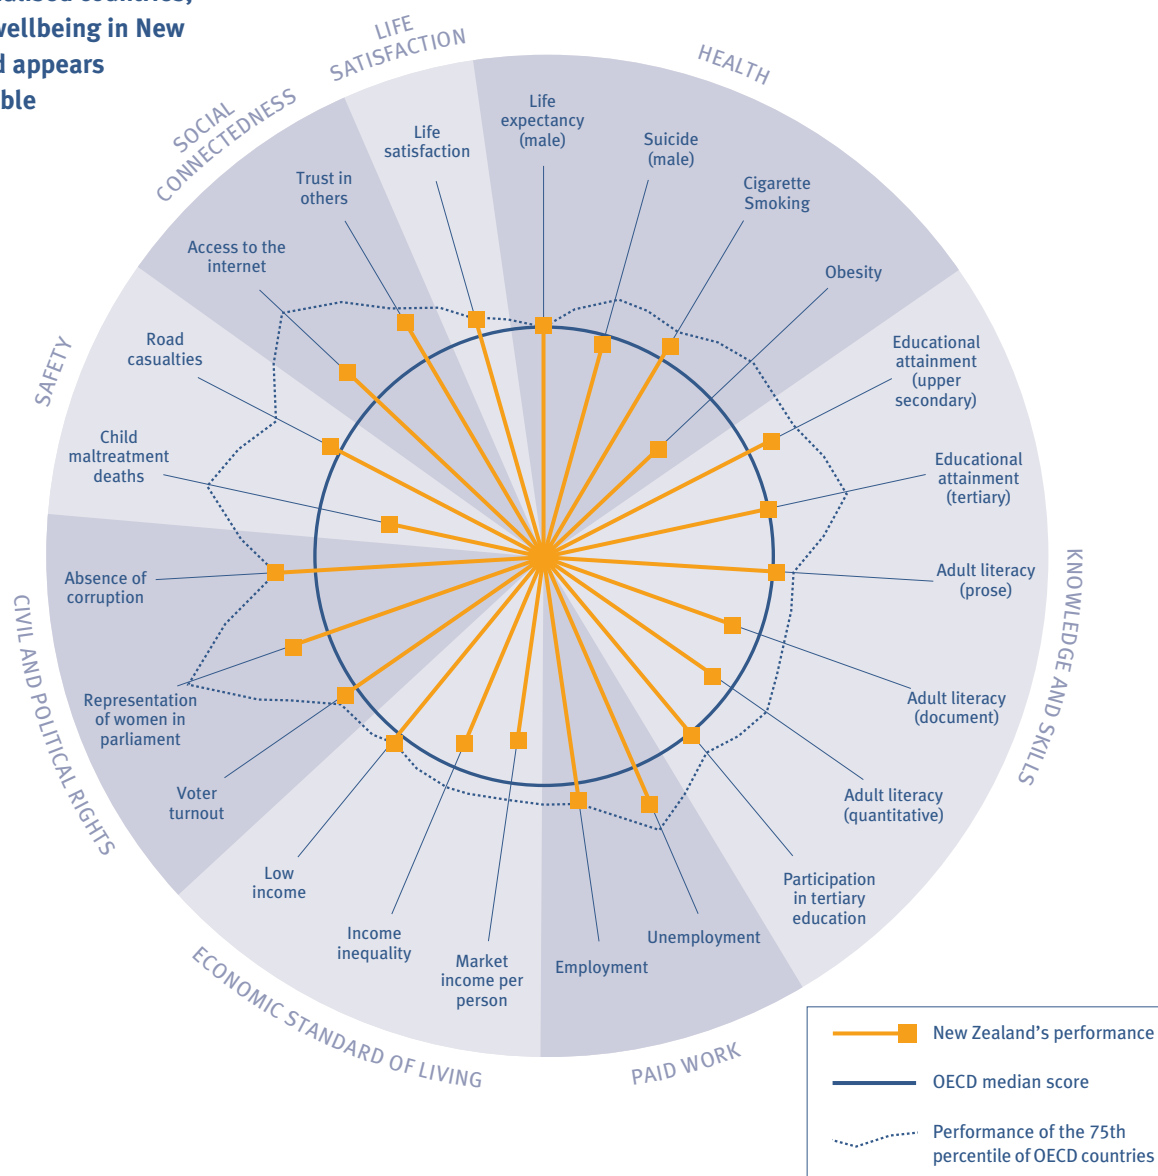 wellbeing in New
appears
LIFE
SATISFACTION
HEALTH
SOCIAL
CONNECTEDNESS
SAFETY
CIVIL AND POLITICAL RIGHTS
ECONOMIC STANDARD OF LIVING
PAID WORK
KNOWLEDGE AND SKILLS
Life
expectancy
(male)
Suicide
(male)
Cigarette
Smoking
Obesity
Educational
attainment
(upper
secondary)
Educational
attainment
(tertiary)
Adult literacy
(prose)
Adult literacy
(document)
Adult literacy
(quantitative)
Participation
in tertiary
education
Unemployment
Employment
Market
income per
person
Income
inequality
Low
income
Voter
turnout
Representation
of women in
parliament
Absence of
corruption
Child
maltreatment
deaths
Road
casualties
Access to the
internet
Trust in
others
Life
satisfaction
New Zealand's performance
OECD median score
Performance of the 75th
percentile of OECD countries